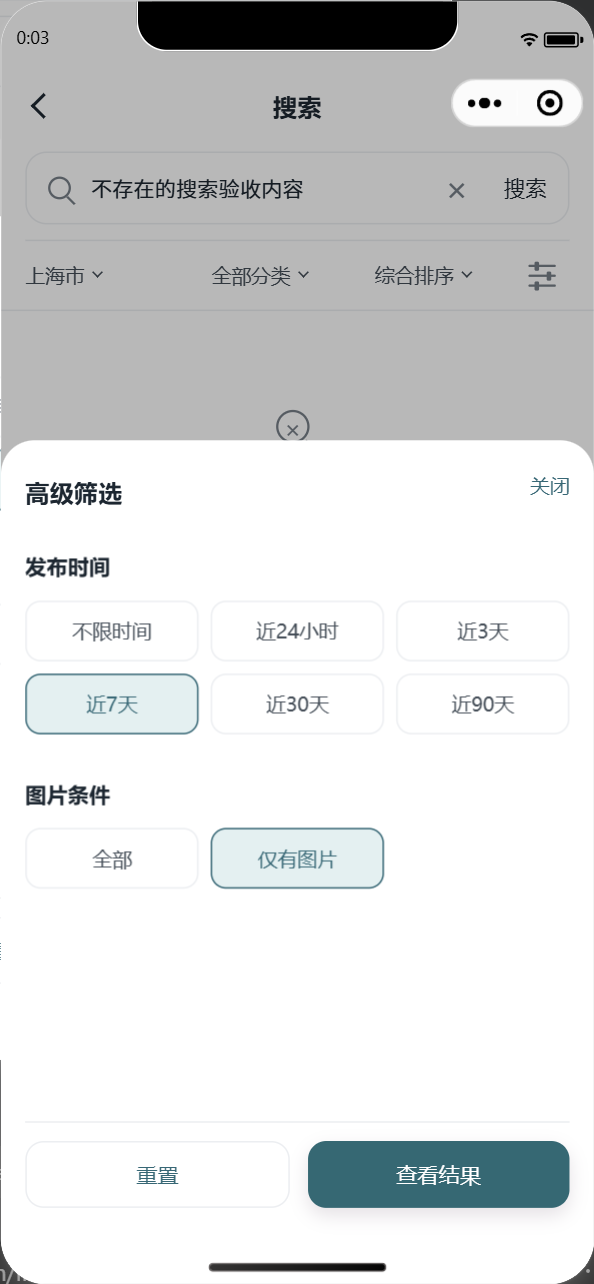 0:03
搜索
不存在的搜索验收内容 搜索
上海市 全部分类 综合排序
高级筛选 关闭
发布时间
不限时间 近24小时 近3天
近7天 近30天 近90天
图片条件
全部 仅有图片
重置 查看结果